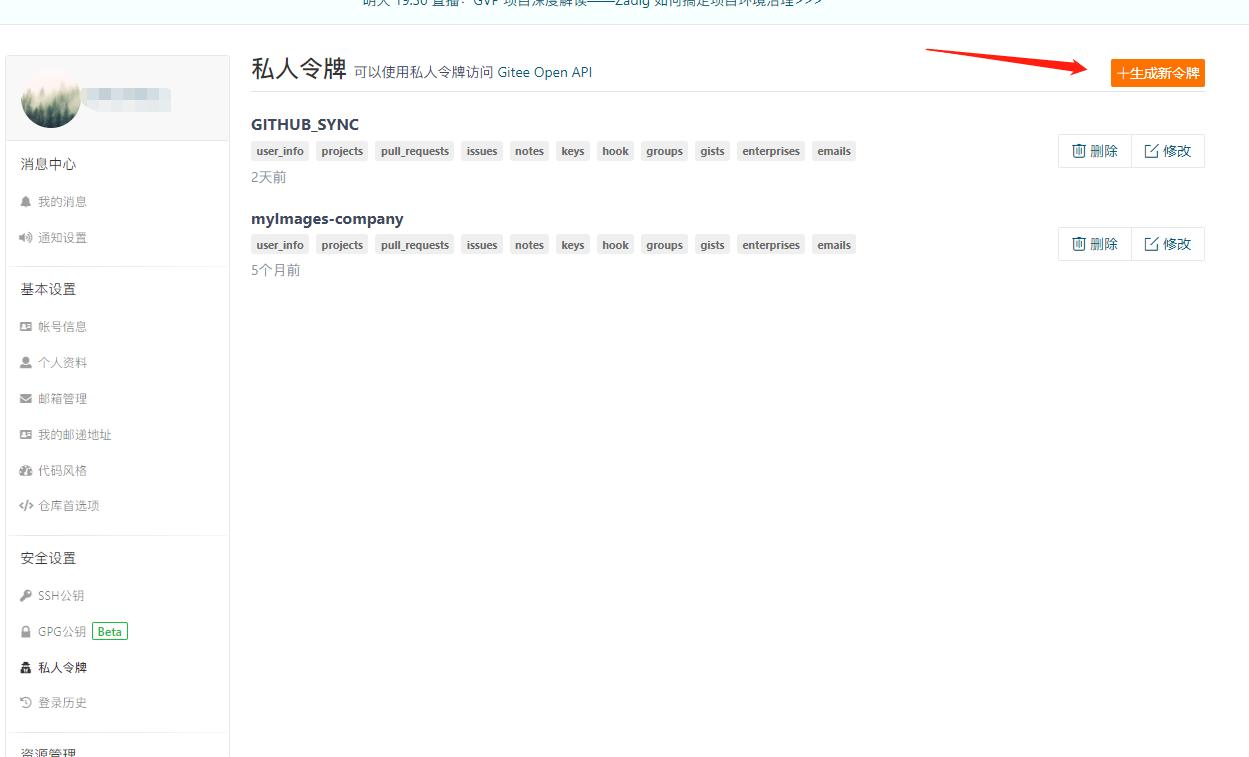 明天 19:30 直播：GVP 项目深度解读——Zadig 如何搞定项目环境治理>>>
私人令牌 可以使用私人令牌访问 Gitee Open API
+生成新令牌
GITHUB_SYNC
user_info projects pull_requests issues notes keys hook groups gists enterprises emails
2天前
删除 修改
myImages-company
user_info projects pull_requests issues notes keys hook groups gists enterprises emails
5个月前
删除 修改
消息中心
我的消息
通知设置
基本设置
帐号信息
个人资料
邮箱管理
我的邮递地址
代码风格
仓库首选项
安全设置
SSH公钥
GPG公钥 Beta
私人令牌
登录历史
资源管理